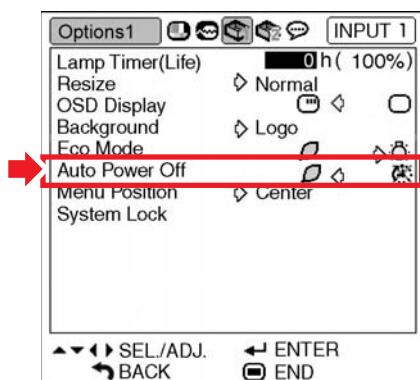 Options1 INPUT 1
Lamp Timer(Life) 0 h ( 100%)
Resize Normal
OSD Display
Background Logo
Eco Mode
Auto Power Off
Menu Position Center
System Lock
SEL./ADJ. ENTER
BACK END